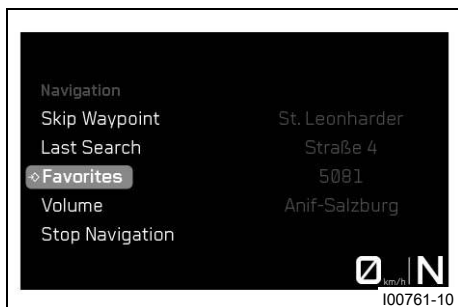 Navigation
Skip Waypoint
Last Search
Favorites
Volume
Stop Navigation
St. Leonharder
Straße 4
5081
Anif-Salzburg
0 km/h N
I00761-10